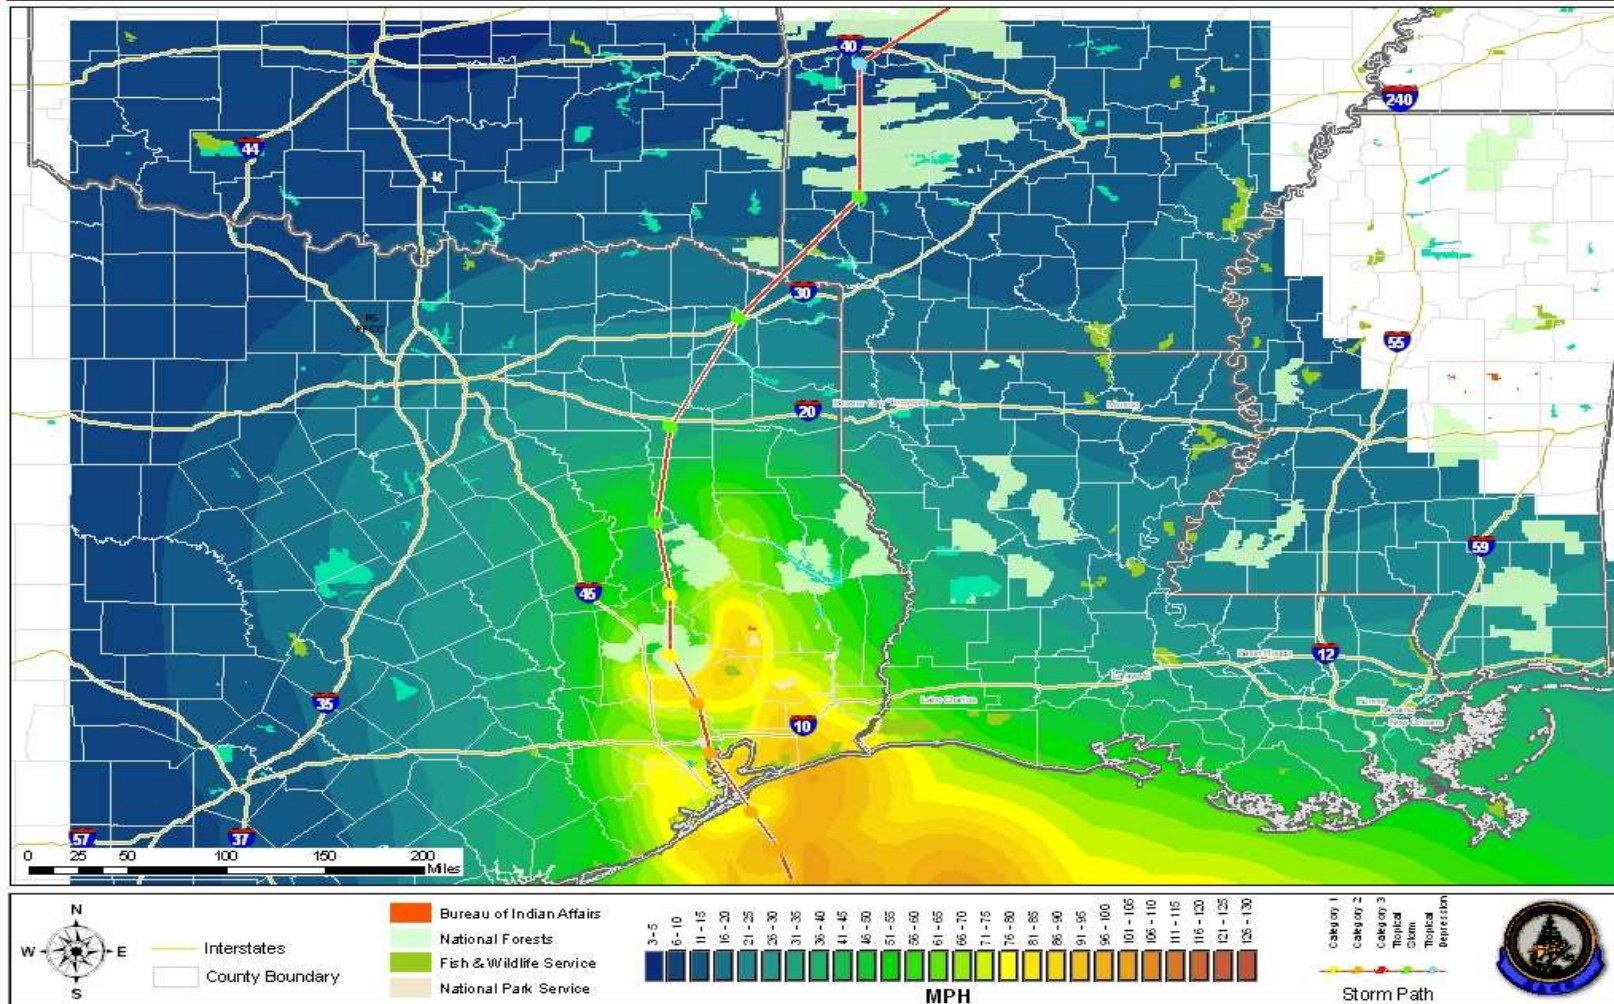 40
240
44
30
55
20
59
45
12
35
10
Lake Charles
57
37
0 25 50 100 150 200
Miles
N
W E
S
Interstates
County Boundary
Bureau of Indian Affairs
National Forests
Fish & Wildlife Service
National Park Service
3 - 5
6 - 10
11 - 15
16 - 20
21 - 25
26 - 30
31 - 35
36 - 40
41 - 45
46 - 50
51 - 55
56 - 60
61 - 65
66 - 70
71 - 75
76 - 80
81 - 85
86 - 90
91 - 95
96 - 100
101 - 105
106 - 110
111 - 115
116 - 120
121 - 125
126 - 130
MPH
Category 1
Category 2
Category 3
Tropical
Storm
Tropical
Depression
Storm Path